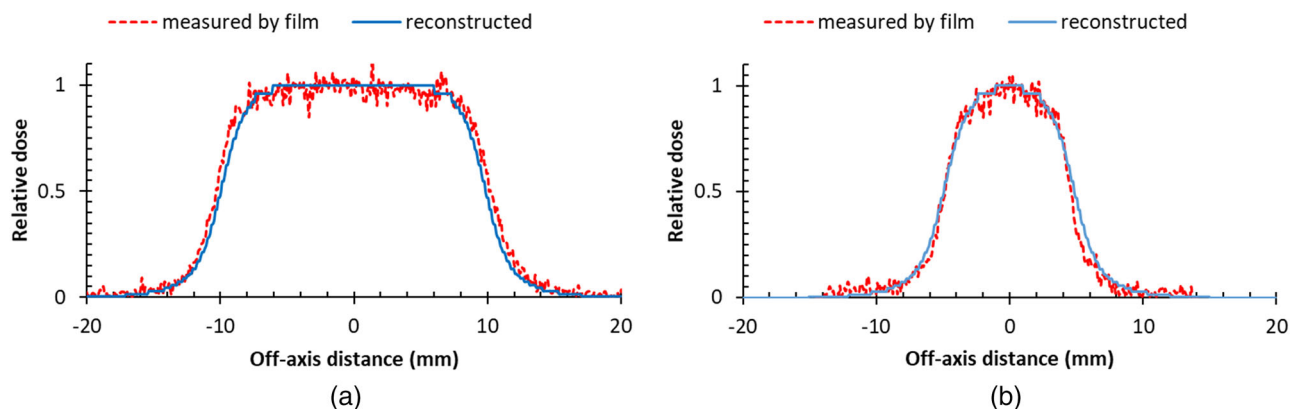 measured by film reconstructed
Relative dose
1
0.5
0
-20 -10 0 10 20
Off-axis distance (mm)
(a)
measured by film reconstructed
Relative dose
1
0.5
0
-20 -10 0 10 20
Off-axis distance (mm)
(b)